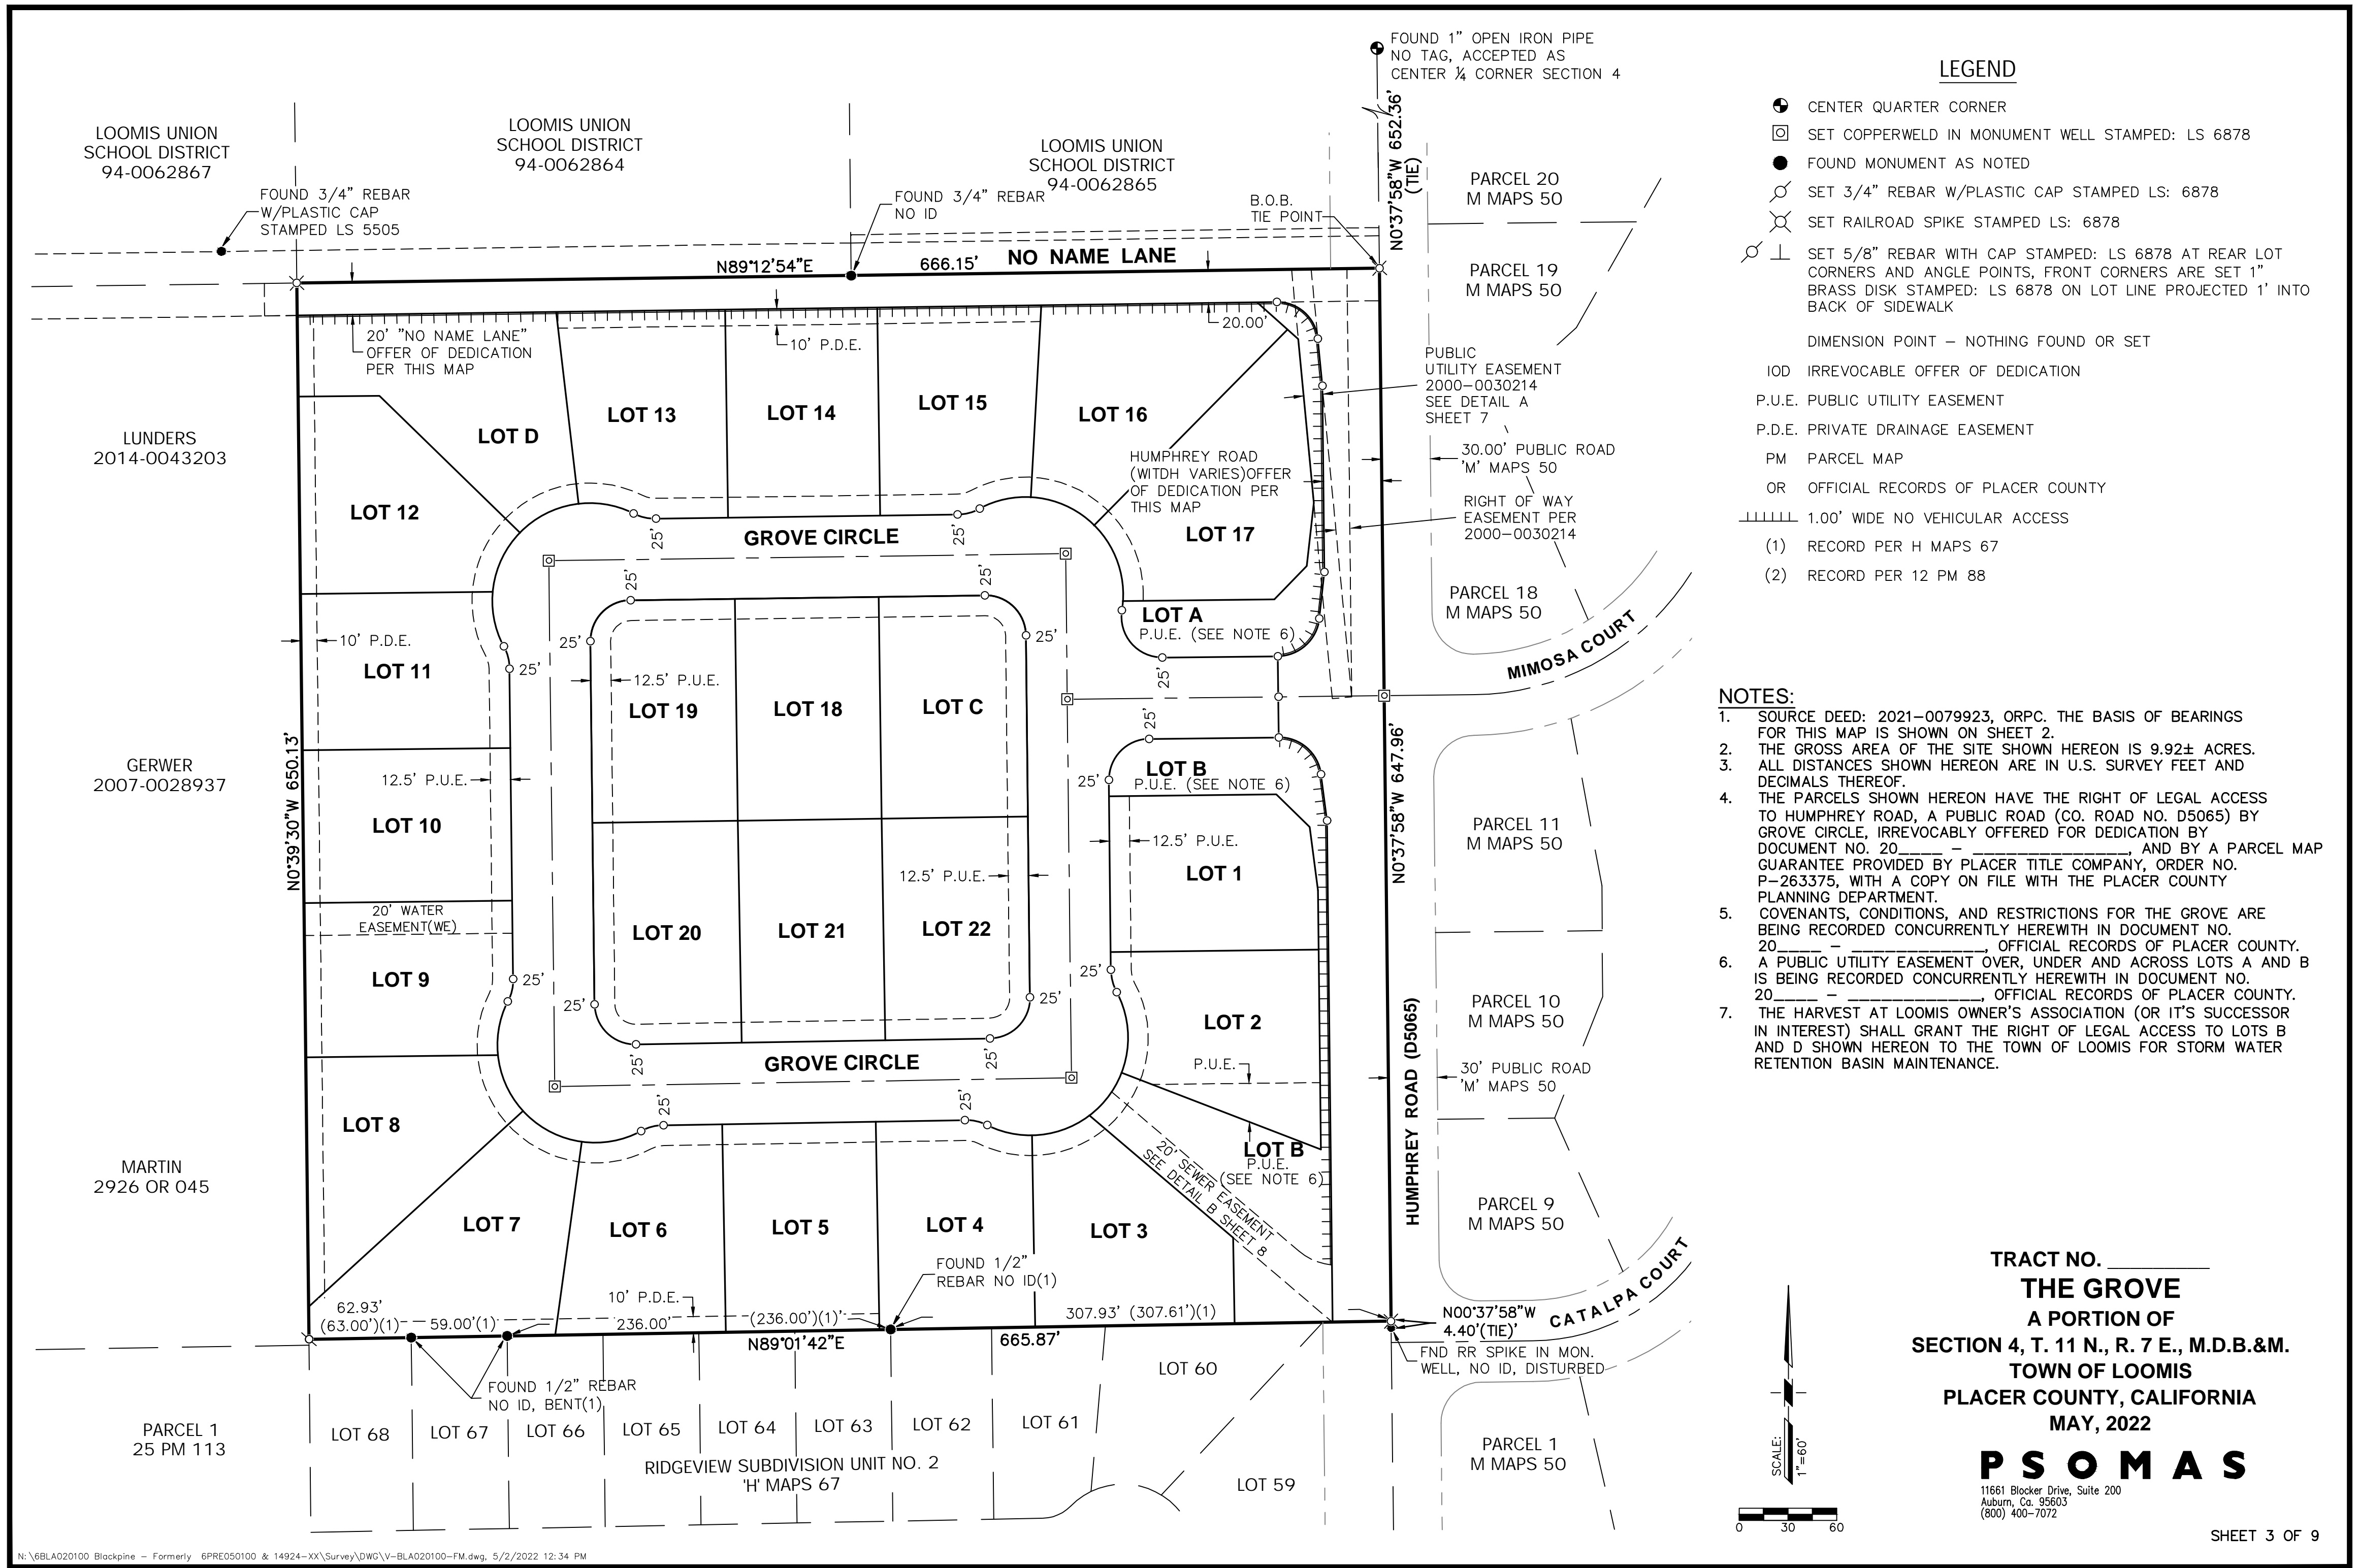 FOUND 1" OPEN IRON PIPE
NO TAG, ACCEPTED AS
CENTER ¼ CORNER SECTION 4
N0°37'58"W 652.36'
(TIE)
LOOMIS UNION
SCHOOL DISTRICT
94-0062867
LOOMIS UNION
SCHOOL DISTRICT
94-0062864
LOOMIS UNION
SCHOOL DISTRICT
94-0062865
FOUND 3/4" REBAR
W/PLASTIC CAP
STAMPED LS 5505
FOUND 3/4" REBAR
NO ID
B.O.B.
TIE POINT
N89°12'54"E
666.15'
NO NAME LANE
20' "NO NAME LANE"
OFFER OF DEDICATION
PER THIS MAP
10' P.D.E.
20.00'
PARCEL 20
M MAPS 50
PARCEL 19
M MAPS 50
PUBLIC
UTILITY EASEMENT
2000-0030214
SEE DETAIL A
SHEET 7
30.00' PUBLIC ROAD
'M' MAPS 50
RIGHT OF WAY
EASEMENT PER
2000-0030214
PARCEL 18
M MAPS 50
MIMOSA COURT
LUNDERS
2014-0043203
LOT D
LOT 13
LOT 14
LOT 15
LOT 16
HUMPHREY ROAD
(WITDH VARIES)OFFER
OF DEDICATION PER
THIS MAP
LOT 12
LOT 17
GROVE CIRCLE
25'
25'
25'
25'
LOT A
P.U.E. (SEE NOTE 6)
25'
25'
25'
10' P.D.E.
LOT 11
25'
12.5' P.U.E.
LOT 19
LOT 18
LOT C
25'
LOT B
P.U.E. (SEE NOTE 6)
25'
GERWER
2007-0028937
N0°39'30"W 650.13'
12.5' P.U.E.
LOT 10
N0°37'58"W 647.96'
PARCEL 11
M MAPS 50
12.5' P.U.E.
LOT 1
12.5' P.U.E.
20' WATER
EASEMENT(WE)
LOT 20
LOT 21
LOT 22
LOT 9
25'
25'
25'
25'
LOT 2
P.U.E.
PARCEL 10
M MAPS 50
30' PUBLIC ROAD
'M' MAPS 50
HUMPHREY ROAD (D5065)
GROVE CIRCLE
25'
25'
25'
25'
LOT 8
LOT B
P.U.E.
(SEE NOTE 6)
20' SEWER EASEMENT
SEE DETAIL B SHEET 8
MARTIN
2926 OR 045
PARCEL 9
M MAPS 50
LOT 7
LOT 6
LOT 5
LOT 4
LOT 3
FOUND 1/2"
REBAR NO ID(1)
10' P.D.E.
62.93'
(63.00')(1)
59.00'(1)
236.00'
(236.00')(1)'
307.93' (307.61')(1)
N89°01'42"E
665.87'
N00°37'58"W
4.40'(TIE)'
CATALPA COURT
FND RR SPIKE IN MON.
WELL, NO ID, DISTURBED
FOUND 1/2" REBAR
NO ID, BENT(1)
PARCEL 1
25 PM 113
LOT 68
LOT 67
LOT 66
LOT 65
LOT 64
LOT 63
LOT 62
LOT 61
LOT 60
LOT 59
RIDGEVIEW SUBDIVISION UNIT NO. 2
'H' MAPS 67
PARCEL 1
M MAPS 50
LEGEND
CENTER QUARTER CORNER
SET COPPERWELD IN MONUMENT WELL STAMPED: LS 6878
FOUND MONUMENT AS NOTED
SET 3/4" REBAR W/PLASTIC CAP STAMPED LS: 6878
SET RAILROAD SPIKE STAMPED LS: 6878
SET 5/8" REBAR WITH CAP STAMPED: LS 6878 AT REAR LOT
CORNERS AND ANGLE POINTS, FRONT CORNERS ARE SET 1"
BRASS DISK STAMPED: LS 6878 ON LOT LINE PROJECTED 1' INTO
BACK OF SIDEWALK
DIMENSION POINT – NOTHING FOUND OR SET
IOD IRREVOCABLE OFFER OF DEDICATION
P.U.E. PUBLIC UTILITY EASEMENT
P.D.E. PRIVATE DRAINAGE EASEMENT
PM PARCEL MAP
OR OFFICIAL RECORDS OF PLACER COUNTY
1.00' WIDE NO VEHICULAR ACCESS
(1) RECORD PER H MAPS 67
(2) RECORD PER 12 PM 88
NOTES:
1. SOURCE DEED: 2021-0079923, ORPC. THE BASIS OF BEARINGS
FOR THIS MAP IS SHOWN ON SHEET 2.
2. THE GROSS AREA OF THE SITE SHOWN HEREON IS 9.92± ACRES.
3. ALL DISTANCES SHOWN HEREON ARE IN U.S. SURVEY FEET AND
DECIMALS THEREOF.
4. THE PARCELS SHOWN HEREON HAVE THE RIGHT OF LEGAL ACCESS
TO HUMPHREY ROAD, A PUBLIC ROAD (CO. ROAD NO. D5065) BY
GROVE CIRCLE, IRREVOCABLY OFFERED FOR DEDICATION BY
DOCUMENT NO. 20____ – ______________, AND BY A PARCEL MAP
GUARANTEE PROVIDED BY PLACER TITLE COMPANY, ORDER NO.
P-263375, WITH A COPY ON FILE WITH THE PLACER COUNTY
PLANNING DEPARTMENT.
5. COVENANTS, CONDITIONS, AND RESTRICTIONS FOR THE GROVE ARE
BEING RECORDED CONCURRENTLY HEREWITH IN DOCUMENT NO.
20____ – ____________, OFFICIAL RECORDS OF PLACER COUNTY.
6. A PUBLIC UTILITY EASEMENT OVER, UNDER AND ACROSS LOTS A AND B
IS BEING RECORDED CONCURRENTLY HEREWITH IN DOCUMENT NO.
20____ – ____________, OFFICIAL RECORDS OF PLACER COUNTY.
7. THE HARVEST AT LOOMIS OWNER'S ASSOCIATION (OR IT'S SUCCESSOR
IN INTEREST) SHALL GRANT THE RIGHT OF LEGAL ACCESS TO LOTS B
AND D SHOWN HEREON TO THE TOWN OF LOOMIS FOR STORM WATER
RETENTION BASIN MAINTENANCE.
TRACT NO. _________
THE GROVE
A PORTION OF
SECTION 4, T. 11 N., R. 7 E., M.D.B.&M.
TOWN OF LOOMIS
PLACER COUNTY, CALIFORNIA
MAY, 2022
PSOMAS
11661 Blocker Drive, Suite 200
Auburn, Ca. 95603
(800) 400-7072
SCALE:
1"=60'
0 30 60
SHEET 3 OF 9
N:\6BLA020100 Blackpine – Formerly 6PRE050100 & 14924-XX\Survey\DWG\V-BLA020100-FM.dwg, 5/2/2022 12:34 PM